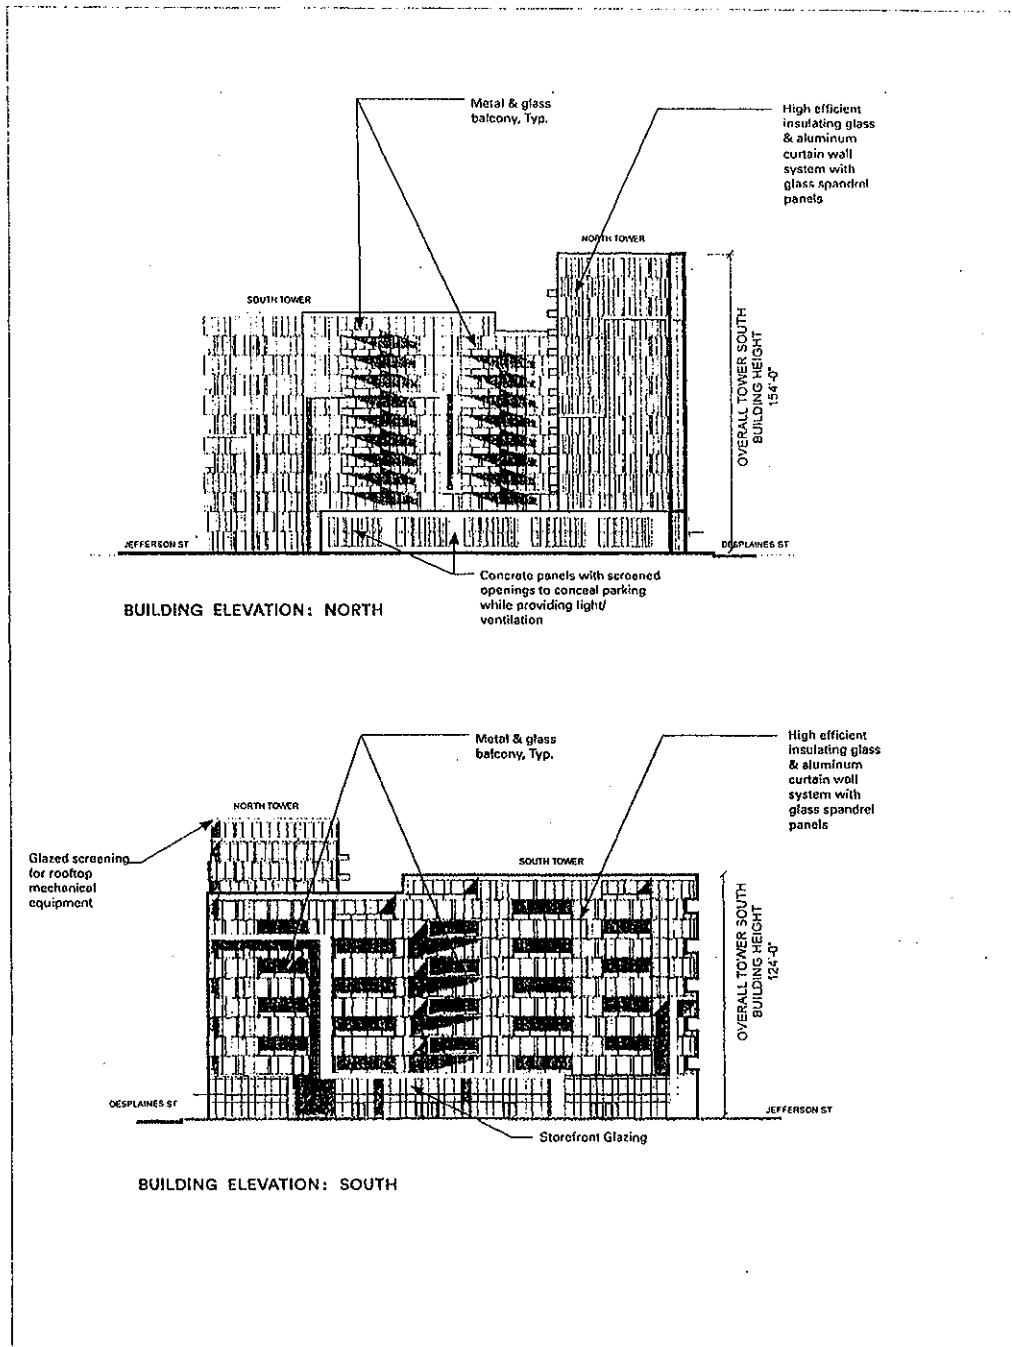 Metal & glass
balcony, Typ.
High efficient
insulating glass
& aluminum
curtain wall
system with
glass spandrel
panels
NORTH TOWER
SOUTH TOWER
OVERALL TOWER SOUTH
BUILDING HEIGHT
154'-0"
JEFFERSON ST
DESPLAINES ST
Concrete panels with screened
openings to conceal parking
while providing light/
ventilation
BUILDING ELEVATION: NORTH
Metal & glass
balcony, Typ.
High efficient
insulating glass
& aluminum
curtain wall
system with
glass spandrel
panels
NORTH TOWER
Glazed screening
for rooftop
mechanical
equipment
SOUTH TOWER
OVERALL TOWER SOUTH
BUILDING HEIGHT
124'-0"
DESPLAINES ST
JEFFERSON ST
Storefront Glazing
BUILDING ELEVATION: SOUTH